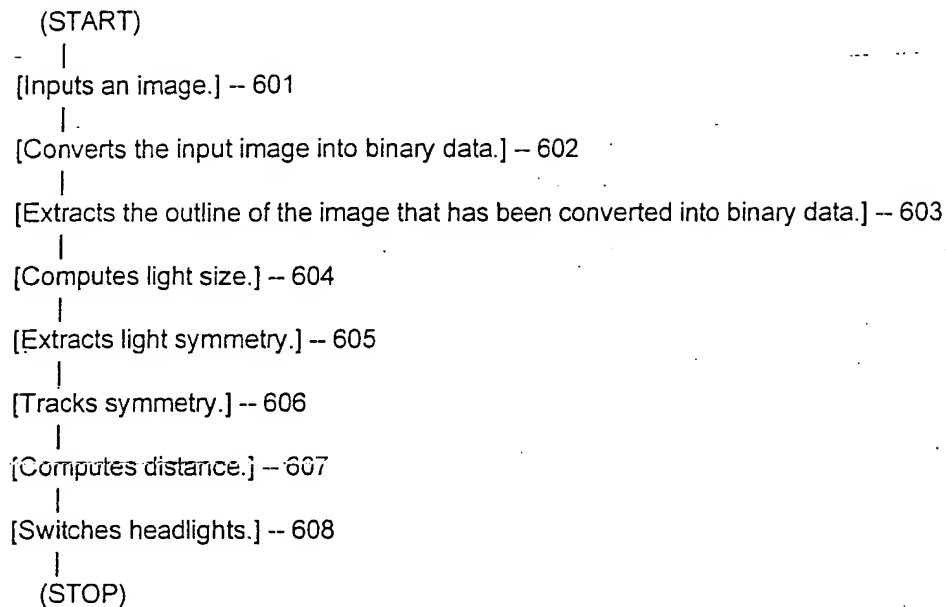 (START)
|
[Inputs an image.] -- 601
|
[Converts the input image into binary data.] -- 602
|
[Extracts the outline of the image that has been converted into binary data.] -- 603
|
[Computes light size.] -- 604
|
[Extracts light symmetry.] -- 605
|
[Tracks symmetry.] -- 606
|
[Computes distance.] -- 607
|
[Switches headlights.] -- 608
|
(STOP)